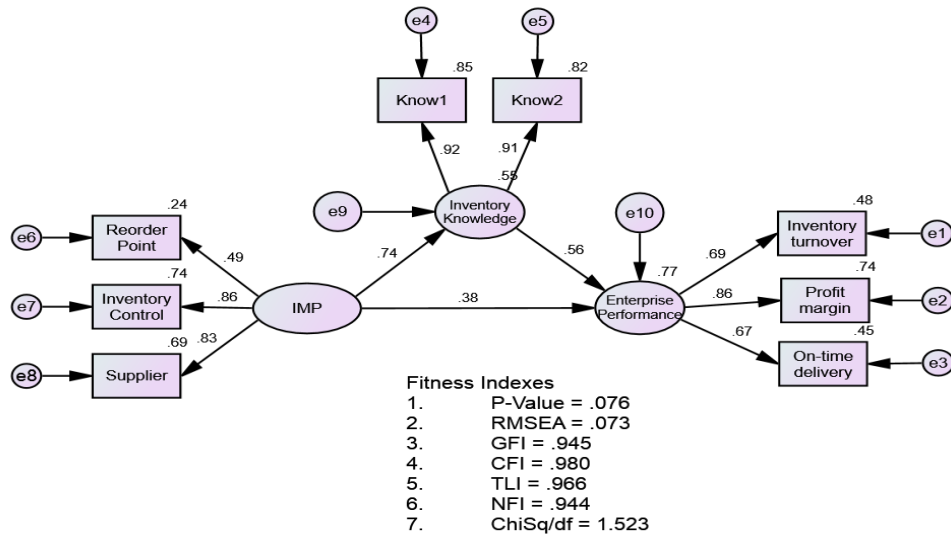 e4
e5
.85
.82
Know1
Know2
.92
.91
.55
e9
Inventory
Knowledge
e10
.24
.48
e6
Reorder
Point
Inventory
turnover
e1
.49
.74
.56
.69
.77
.74
.74
e7
Inventory
Control
.86
IMP
.38
Enterprise
Performance
.86
Profit
margin
e2
.69
.83
.67
.45
e8
Supplier
On-time
delivery
e3
Fitness Indexes
1. P-Value = .076
2. RMSEA = .073
3. GFI = .945
4. CFI = .980
5. TLI = .966
6. NFI = .944
7. ChiSq/df = 1.523